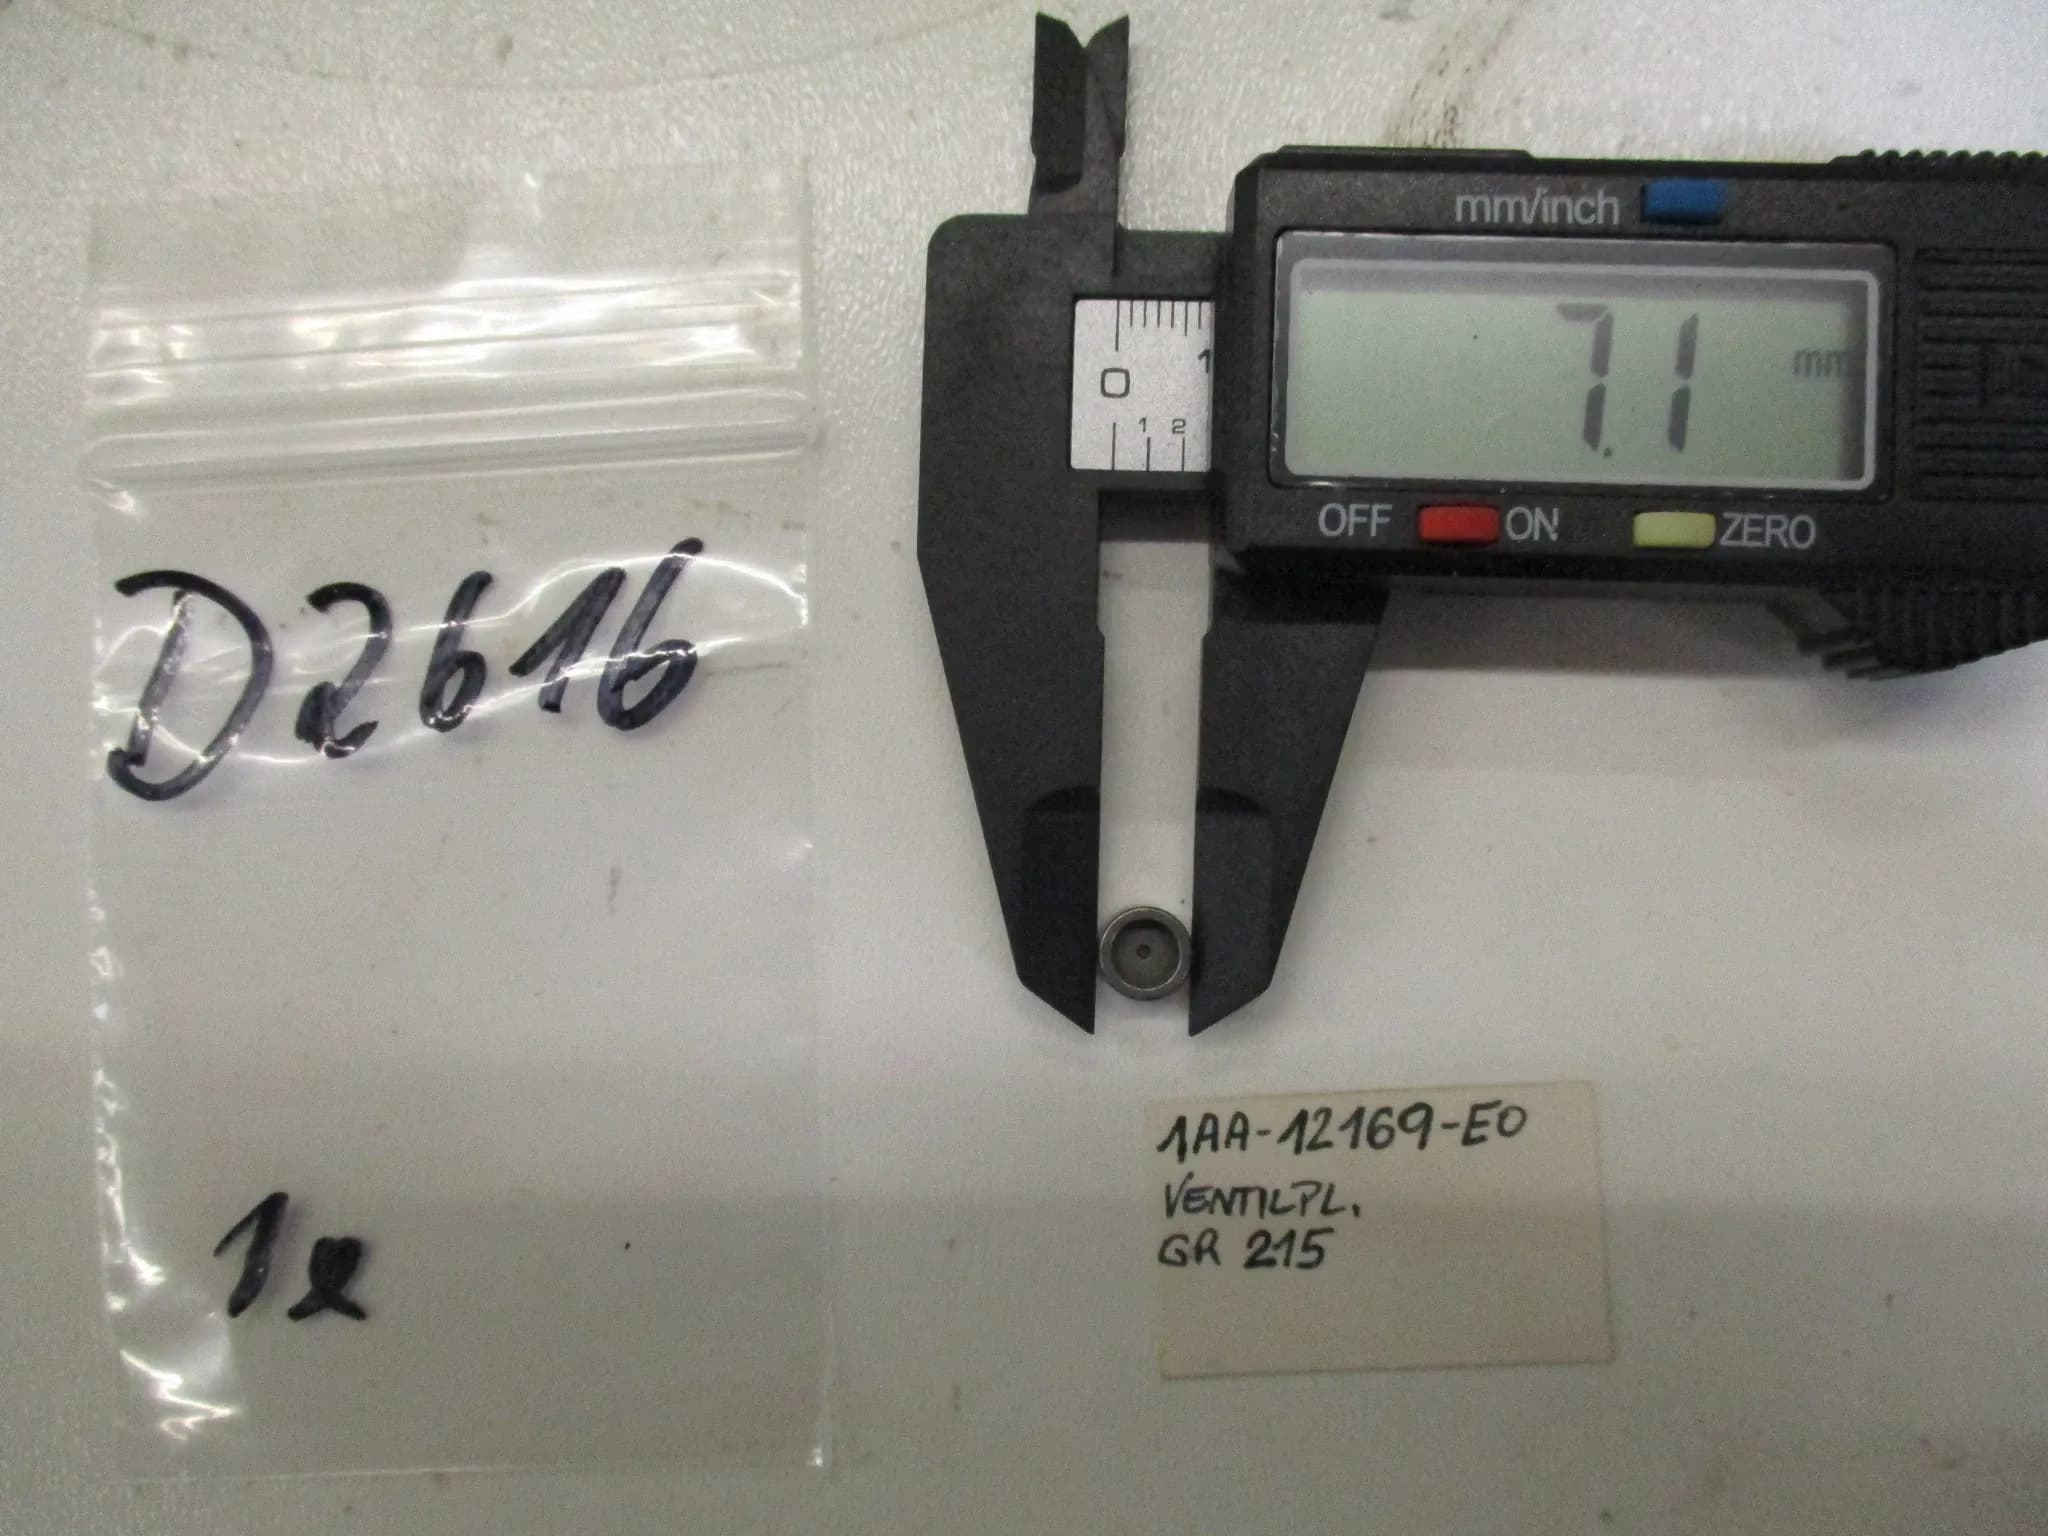 D2616
1x
mm/inch
7.1 mm
OFF ON ZERO
0 1
1 2
1AA-12169-E0
VENTILPL.
GR 215